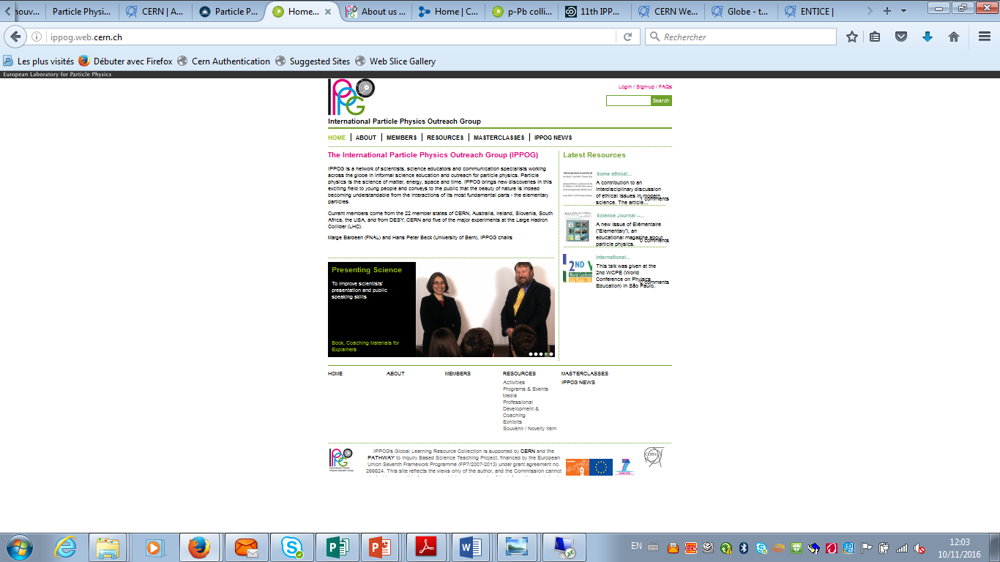 nouv...
Particle Physi...
CERN | A...
Particle P...
Home...
About us ...
Home | C...
p-Pb colli...
11th IPP...
CERN We...
Globe - t...
ENTICE |
ippog.web.cern.ch
Rechercher
Les plus visités
Débuter avec Firefox
Cern Authentication
Suggested Sites
Web Slice Gallery
European Laboratory for Particle Physics
IPPOG
Login / Sign-up / FAQs
Search
International Particle Physics Outreach Group
HOME | ABOUT | MEMBERS | RESOURCES | MASTERCLASSES | IPPOG NEWS
The International Particle Physics Outreach Group (IPPOG)
IPPOG is a network of scientists, science educators and communication specialists working
across the globe in informal science education and outreach for particle physics. Particle
physics is the science of matter, energy, space and time. IPPOG brings new discoveries in this
exciting field to young people and conveys to the public that the beauty of nature is indeed
becoming understandable from the interactions of its most fundamental parts - the elementary
particles.
Current members come from the 22 member states of CERN, Australia, Ireland, Slovenia, South
Africa, the USA, and from DESY, CERN and five of the major experiments at the Large Hadron
Collider (LHC).
Marge Bardeen (FNAL) and Hans Peter Beck (University of Bern), IPPOG chairs
Latest Resources
Some ethical...
A contribution to an
interdisciplinary discussion
of ethical issues in modern
science. The article...
comments
Science Journal –...
A new issue of Elémentaire
("Elementary"), an
educational magazine about
particle physics.
0 comments
International...
2ND W
World Confer
São Paulo - B
This talk was given at the
2nd WCPE (World
Conference on Phyiscs
Education) in São Paulo,
comments
Presenting Science
To improve scientists'
presentation and public
speaking skills
Book, Coaching Materials for
Explainers
HOME
ABOUT
MEMBERS
RESOURCES
Activities
Programs & Events
Media
Professional
Development &
Coaching
Exhibits
Souvenir / Novelty item
MASTERCLASSES
IPPOG NEWS
IPPOG
International Particle
Physics Outreach Group
IPPOG's Global Learning Resource Collection is supported by CERN and the
PATHWAY to Inquiry Based Science Teaching Project, financed by the European
Union Seventh Framework Programme (FP7/2007-2013) under grant agreement no.
266624. This site reflects the views only of the author, and the Commission cannot
CERN
EN
12:03
10/11/2016